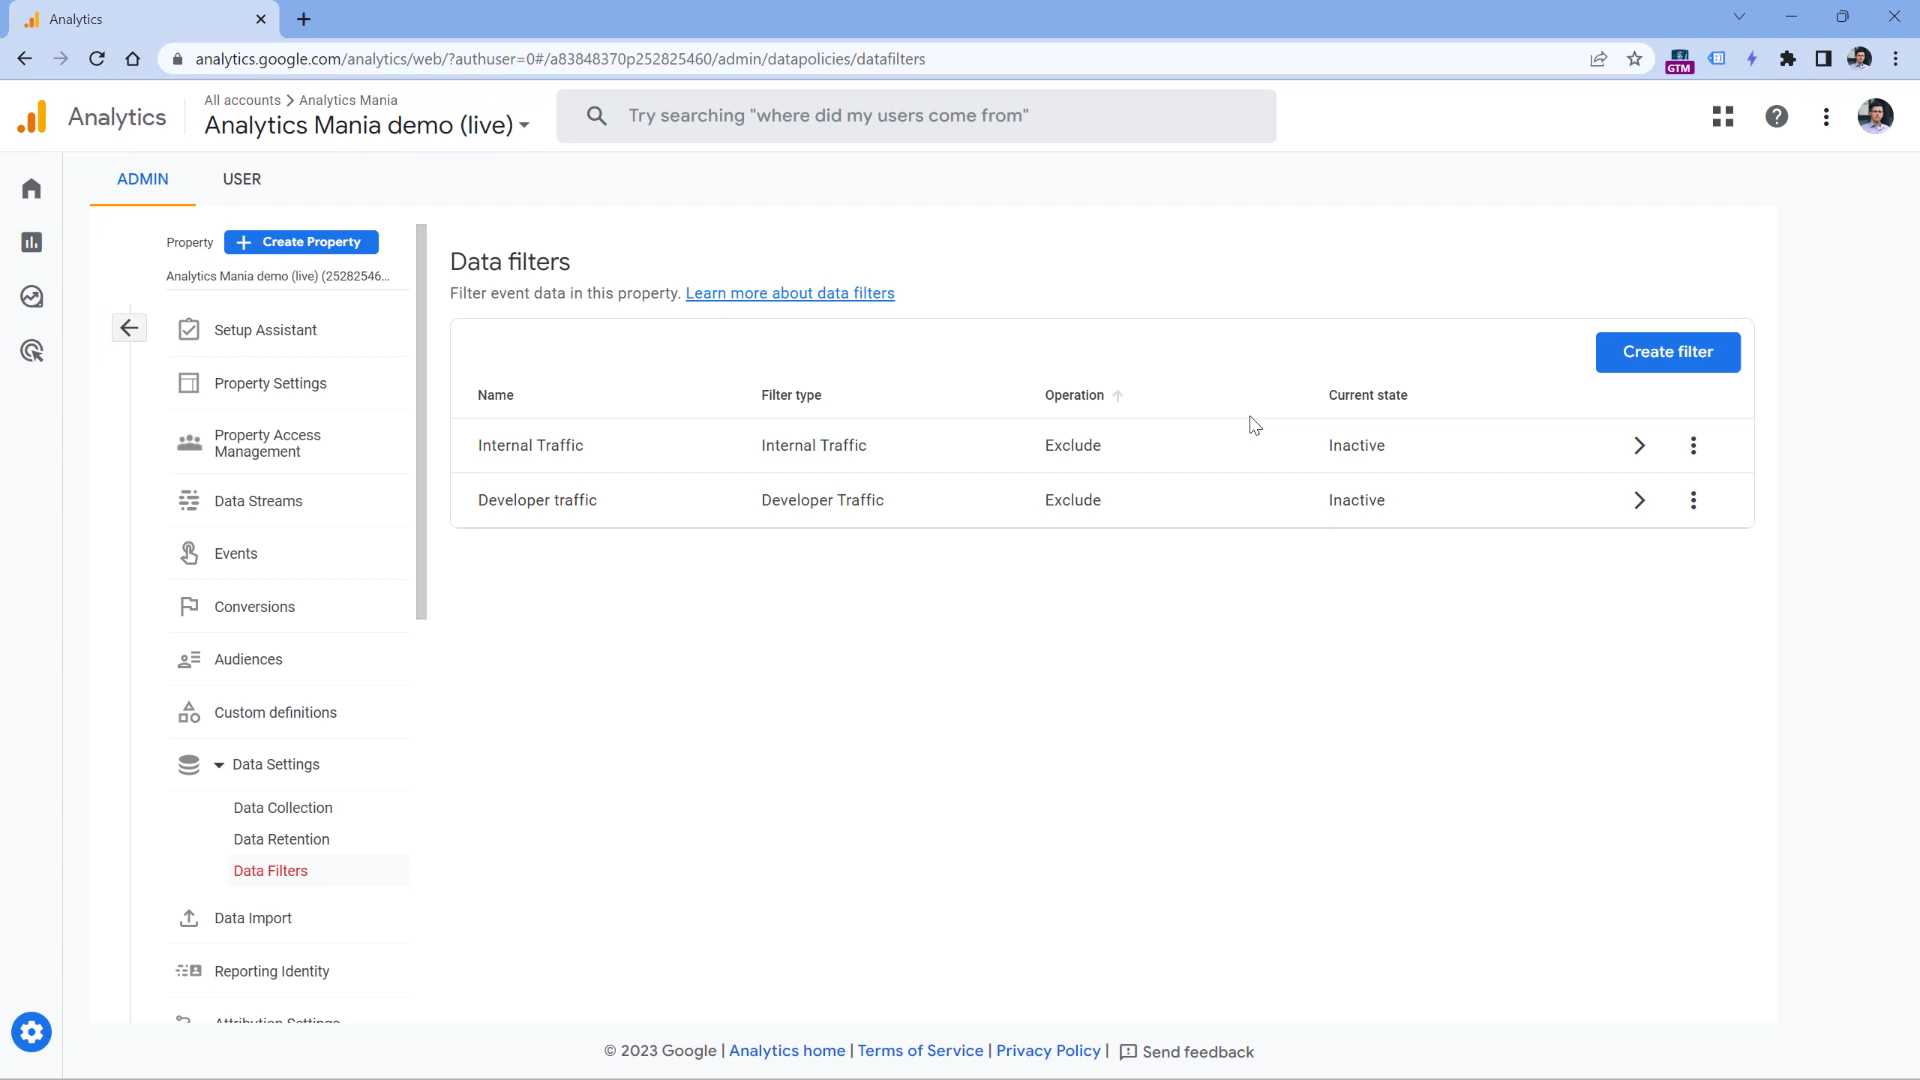 Analytics
analytics.google.com/analytics/web/?authuser=0#/a83848370p252825460/admin/datapolicies/datafilters
GTM
Analytics
All accounts > Analytics Mania
Analytics Mania demo (live)
Try searching "where did my users come from"
ADMIN USER
Property + Create Property
Analytics Mania demo (live) (25282546...
Setup Assistant
Property Settings
Property Access
Management
Data Streams
Events
Conversions
Audiences
Custom definitions
Data Settings
Data Collection
Data Retention
Data Filters
Data Import
Reporting Identity
Attribution Settings
Data filters
Filter event data in this property. Learn more about data filters
Create filter
Name Filter type Operation Current state
Internal Traffic Internal Traffic Exclude Inactive
Developer traffic Developer Traffic Exclude Inactive
© 2023 Google | Analytics home | Terms of Service | Privacy Policy | Send feedback